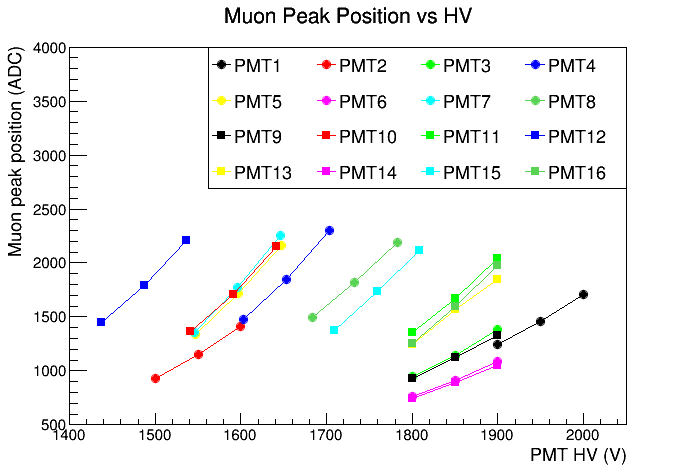 Muon Peak Position vs HV
Muon peak position (ADC)
4000
3500
3000
2500
2000
1500
1000
500
PMT1 PMT2 PMT3 PMT4
PMT5 PMT6 PMT7 PMT8
PMT9 PMT10 PMT11 PMT12
PMT13 PMT14 PMT15 PMT16
1400 1500 1600 1700 1800 1900 2000
PMT HV (V)